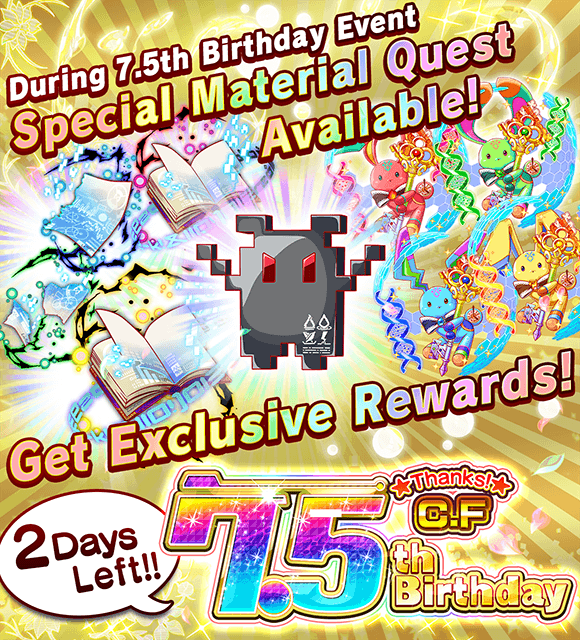 During 7.5th Birthday Event
Special Material Quest
Available!
Get Exclusive Rewards!
2 Days
Left!!
Thanks!
C.F
7.5
th
Birthday